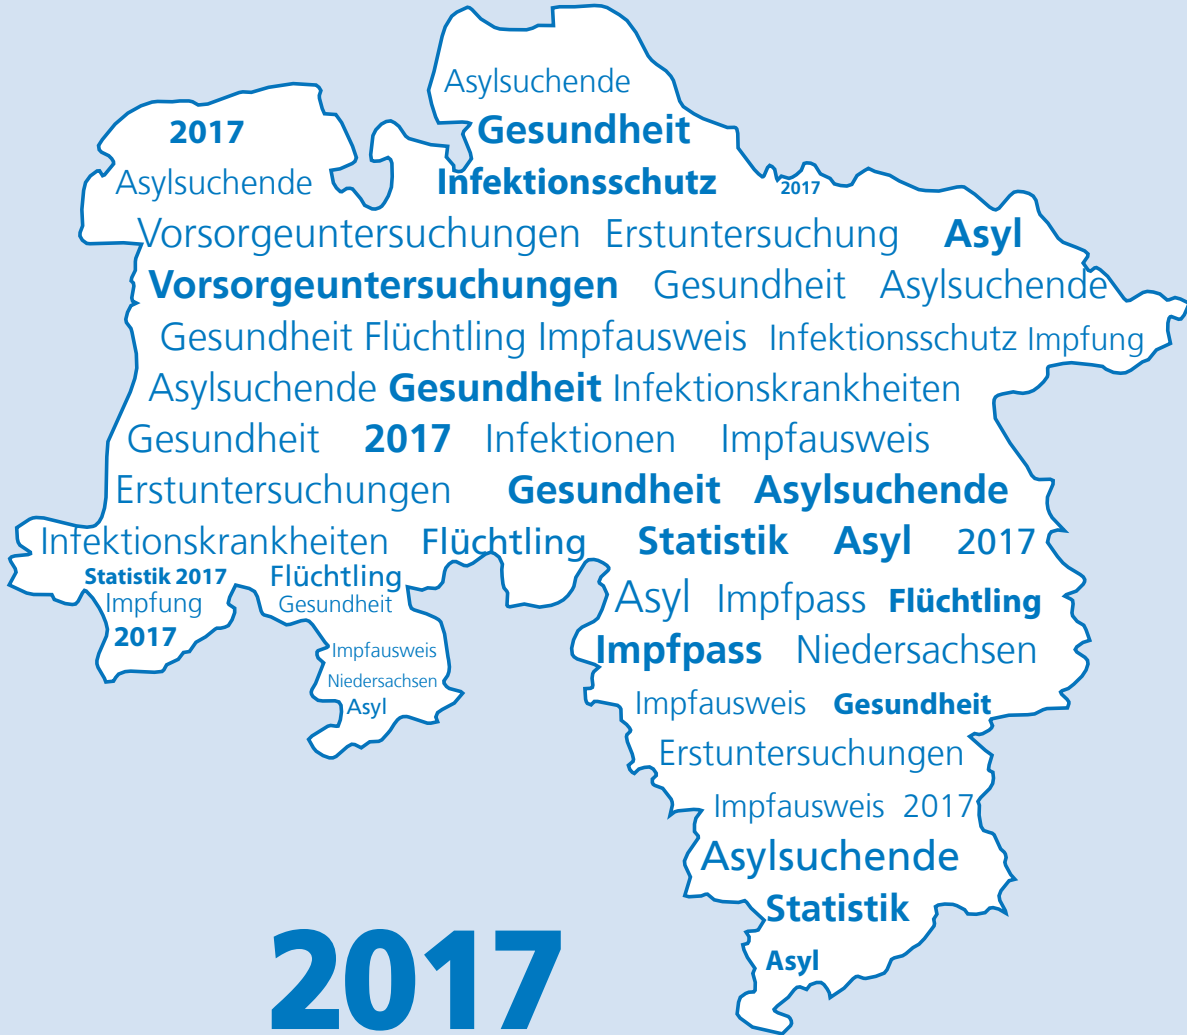 Asylsuchende
2017 Gesundheit
Asylsuchende Infektionsschutz 2017
Vorsorgeuntersuchungen Erstuntersuchung Asyl
Vorsorgeuntersuchungen Gesundheit Asylsuchende
Gesundheit Flüchtling Impfausweis Infektionsschutz Impfung
Asylsuchende Gesundheit Infektionskrankheiten
Gesundheit 2017 Infektionen Impfausweis
Erstuntersuchungen Gesundheit Asylsuchende
Infektionskrankheiten Flüchtling Statistik Asyl 2017
Statistik 2017 Flüchtling
Impfung Gesundheit Asyl Impfpass Flüchtling
2017
Impfausweis Impfpass Niedersachsen
Niedersachsen
Asyl Impfausweis Gesundheit
Erstuntersuchungen
Impfausweis 2017
Asylsuchende
Statistik
Asyl
2017